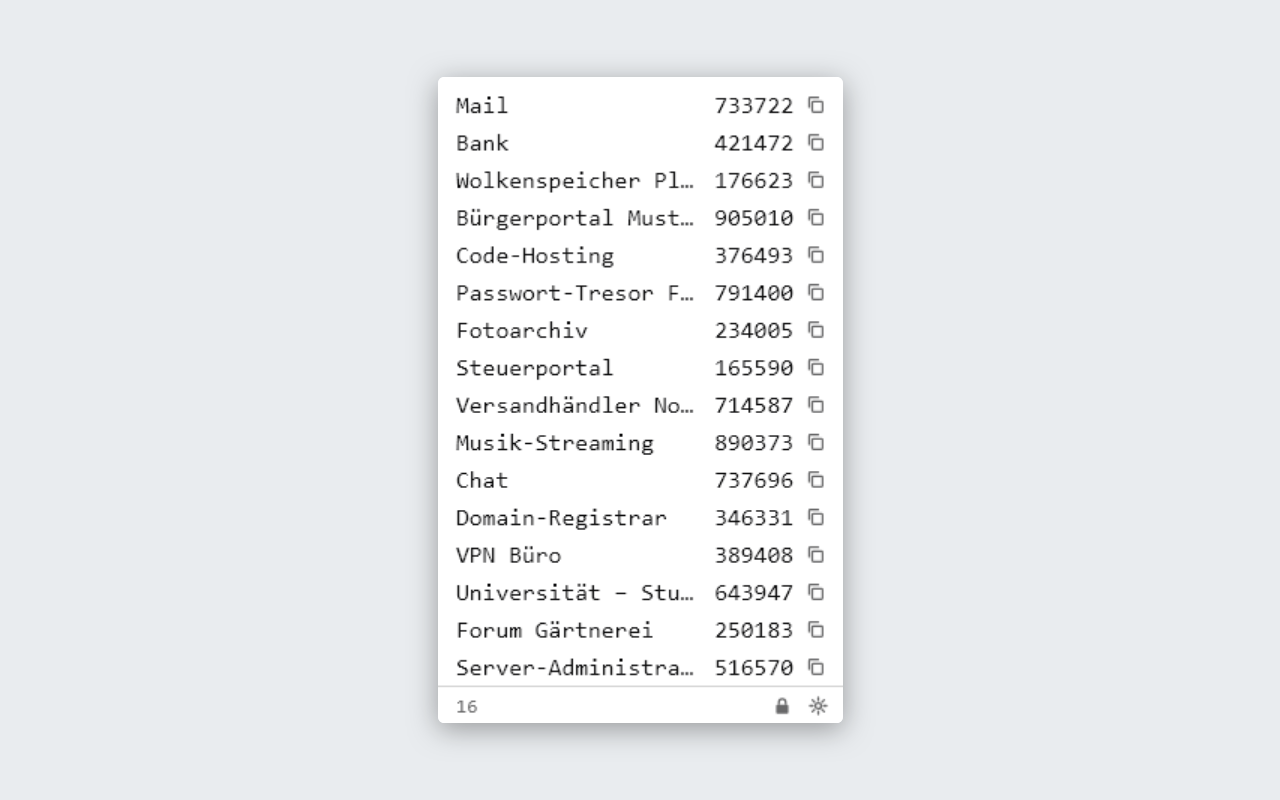 Mail 733722
Bank 421472
Wolkenspeicher Pl… 176623
Bürgerportal Must… 905010
Code-Hosting 376493
Passwort-Tresor F… 791400
Fotoarchiv 234005
Steuerportal 165590
Versandhändler No… 714587
Musik-Streaming 890373
Chat 737696
Domain-Registrar 346331
VPN Büro 389408
Universität – Stu… 643947
Forum Gärtnerei 250183
Server-Administra… 516570
16